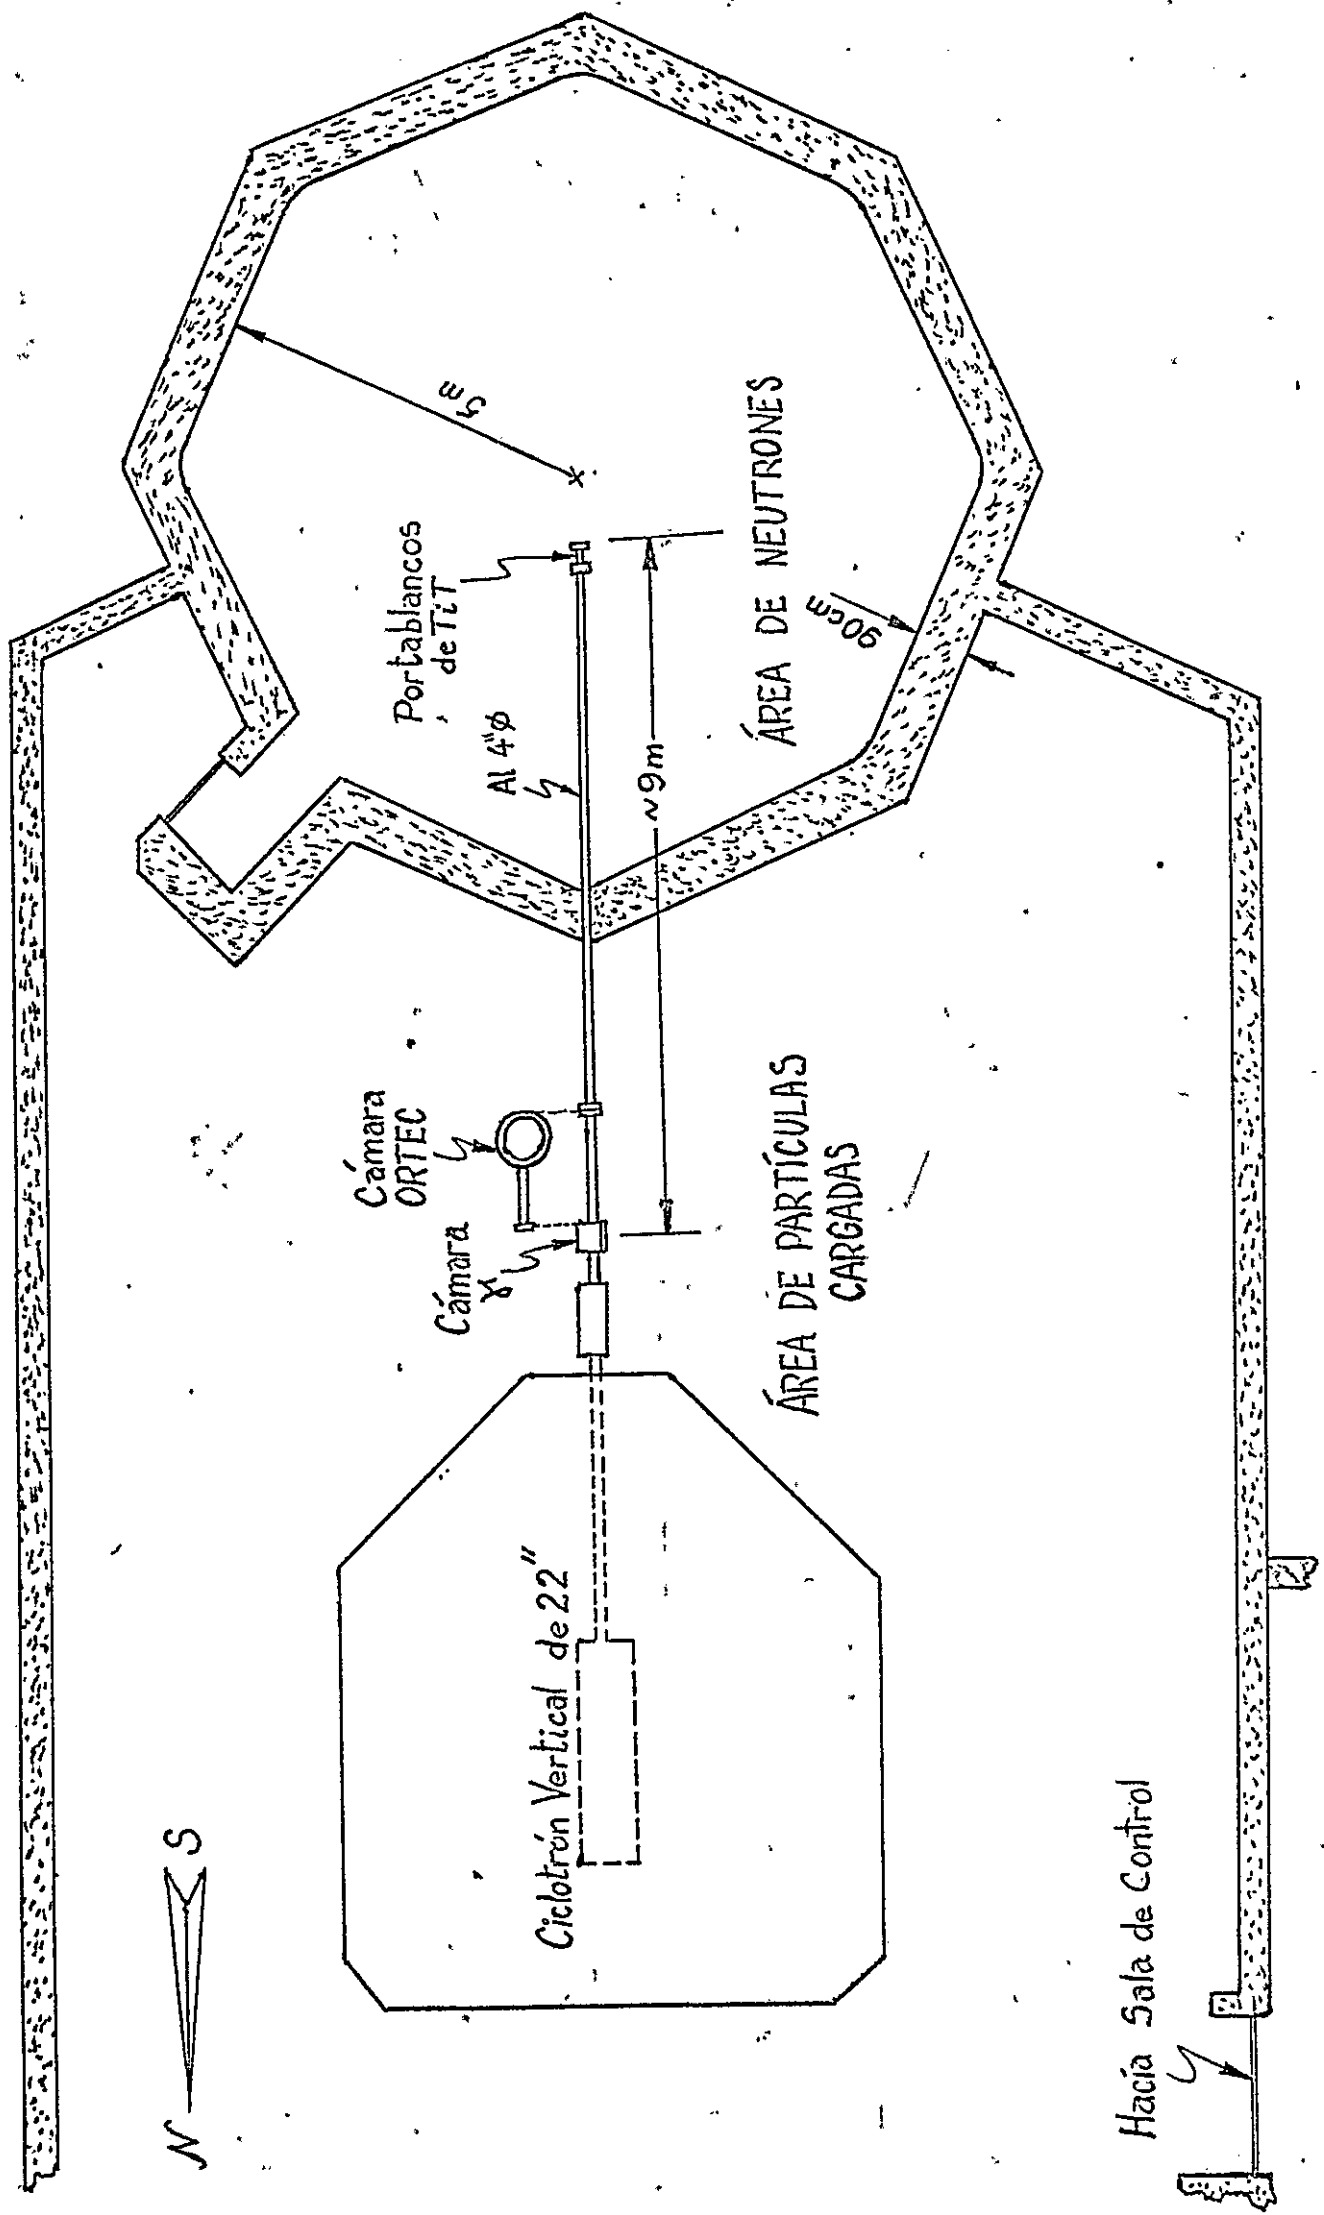 N
S
Ciclotrón Vertical de 22"
Cámara
γ
Cámara
ORTEC
Al 4"φ
Portablancos
de TiT
5m
~9m
90cm
ÁREA DE PARTÍCULAS
CARGADAS
ÁREA DE NEUTRONES
Hacía Sala de Control